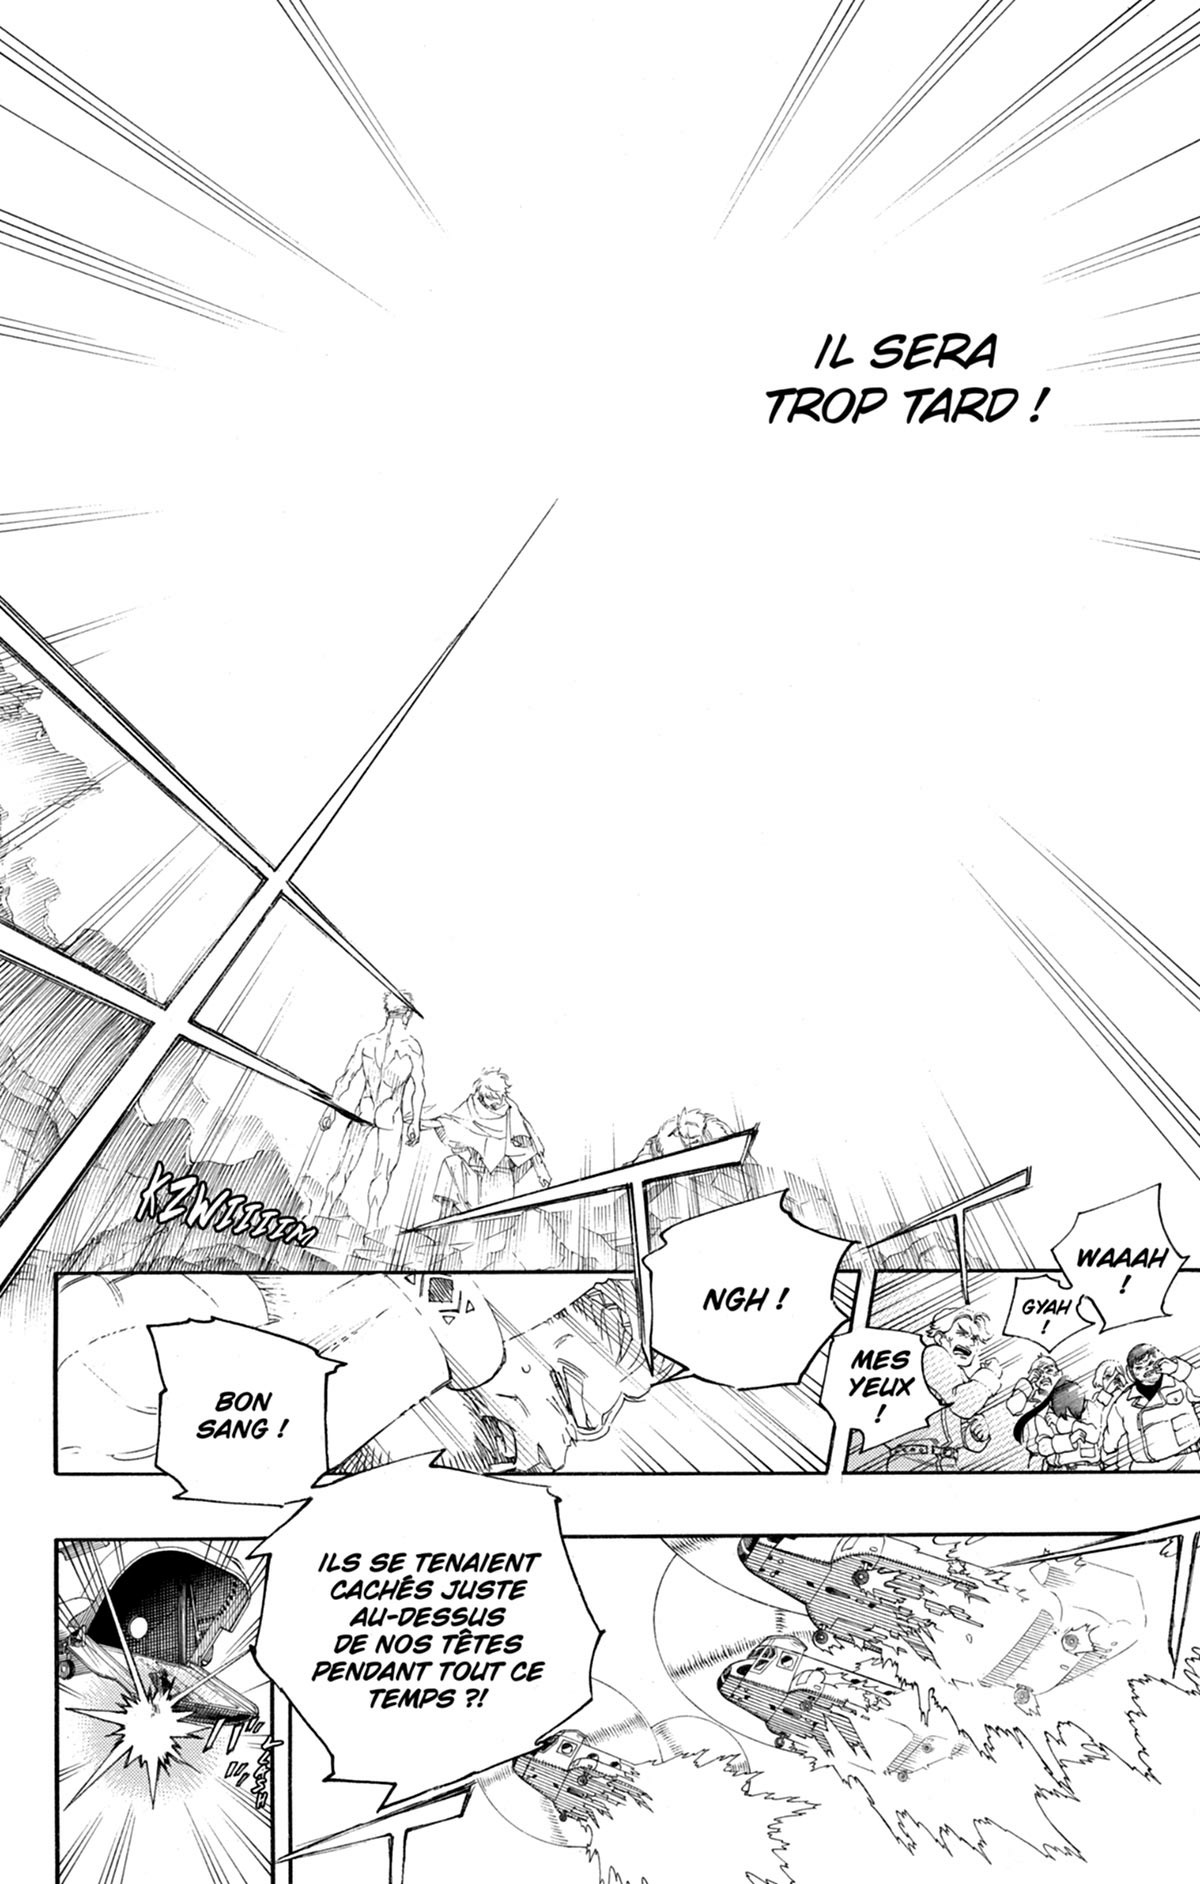 IL SERA
TROP TARD !
KZWIIIIM
WAAAH
!
GYAH
!
MES
YEUX
!
NGH !
BON
SANG !
ILS SE TENAIENT
CACHÉS JUSTE
AU-DESSUS
DE NOS TÊTES
PENDANT TOUT CE
TEMPS ?!